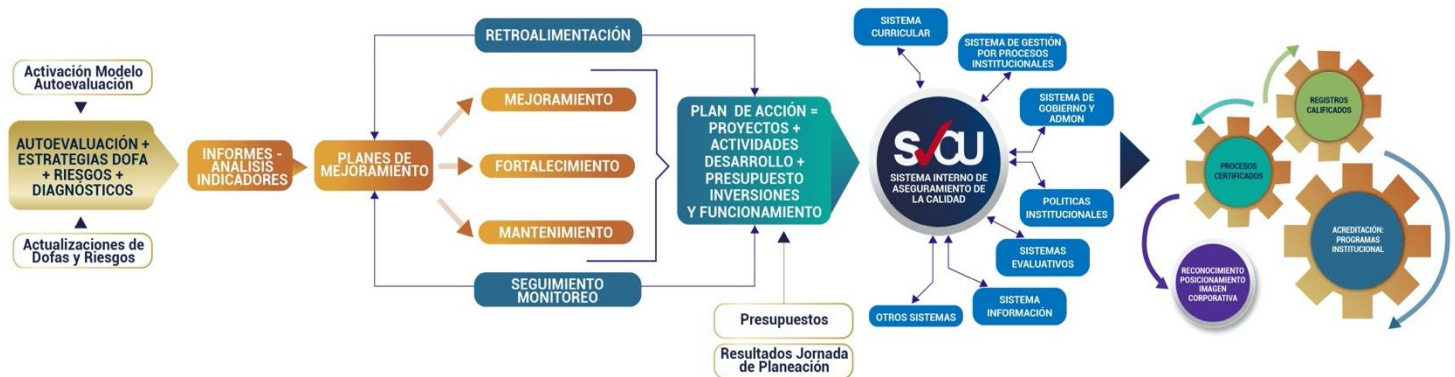 Activación Modelo
Autoevaluación
AUTOEVALUACIÓN +
ESTRATEGIAS DOFA
+ RIESGOS +
DIAGNÓSTICOS
Actualizaciones de
Dofas y Riesgos
INFORMES -
ANÁLISIS
INDICADORES
PLANES DE
MEJORAMIENTO
RETROALIMENTACIÓN
MEJORAMIENTO
FORTALECIMIENTO
MANTENIMIENTO
SEGUIMIENTO
MONITOREO
PLAN DE ACCIÓN =
PROYECTOS +
ACTIVIDADES
DESARROLLO +
PRESUPUESTO
INVERSIONES
Y FUNCIONAMIENTO
Presupuestos
Resultados Jornada
de Planeación
SISTEMA
CURRICULAR
SISTEMA DE GESTIÓN
POR PROCESOS
INSTITUCIONALES
SISTEMA DE
GOBIERNO Y
ADMON
SISTEMA INTERNO DE
ASEGURAMIENTO DE
LA CALIDAD
POLITICAS
INSTITUCIONALES
SISTEMAS
EVALUATIVOS
SISTEMA
INFORMACIÓN
OTROS SISTEMAS
REGISTROS
CALIFICADOS
PROCESOS
CERTIFICADOS
ACREDITACIÓN:
PROGRAMAS
INSTITUCIONAL
RECONOCIMIENTO
POSICIONAMIENTO
IMAGEN
CORPORATIVA